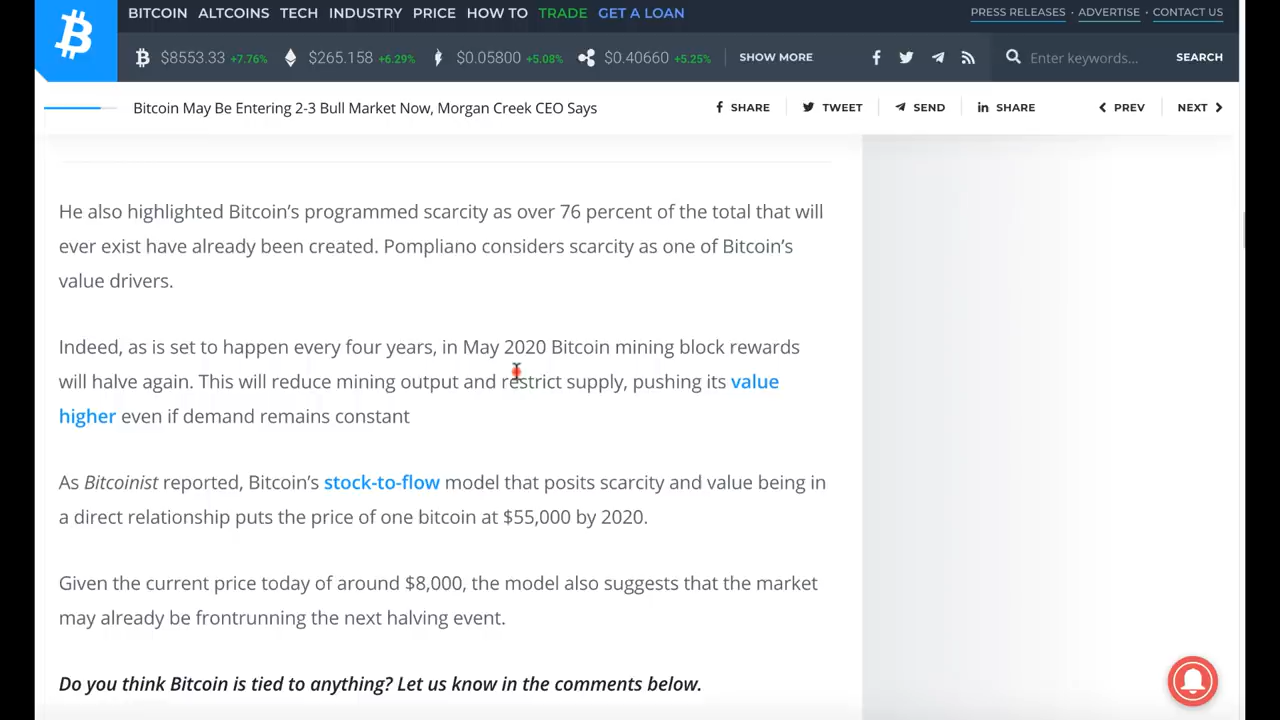 BITCOIN ALTCOINS TECH INDUSTRY PRICE HOW TO TRADE GET A LOAN
PRESS RELEASES · ADVERTISE · CONTACT US
$8553.33 +7.76% $265.158 +6.29% $0.05800 +5.08% $0.40660 +5.25% SHOW MORE
Enter keywords... SEARCH
Bitcoin May Be Entering 2-3 Bull Market Now, Morgan Creek CEO Says
SHARE TWEET SEND SHARE PREV NEXT
He also highlighted Bitcoin's programmed scarcity as over 76 percent of the total that will
ever exist have already been created. Pompliano considers scarcity as one of Bitcoin's
value drivers.
Indeed, as is set to happen every four years, in May 2020 Bitcoin mining block rewards
will halve again. This will reduce mining output and restrict supply, pushing its value
higher even if demand remains constant
As Bitcoinist reported, Bitcoin's stock-to-flow model that posits scarcity and value being in
a direct relationship puts the price of one bitcoin at $55,000 by 2020.
Given the current price today of around $8,000, the model also suggests that the market
may already be frontrunning the next halving event.
Do you think Bitcoin is tied to anything? Let us know in the comments below.